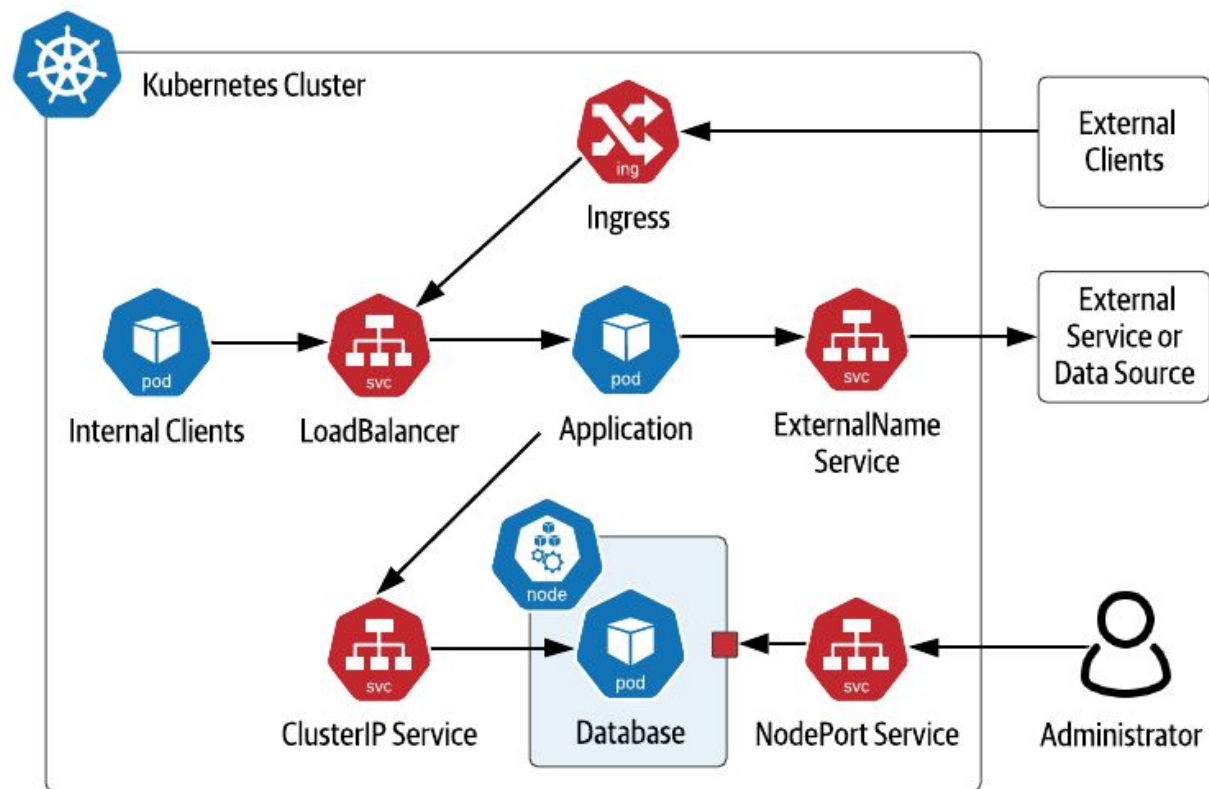 Kubernetes Cluster
External
Clients
ing
Ingress
External
Service or
Data Source
pod
svc
pod
svc
Internal Clients
LoadBalancer
Application
ExternalName
Service
node
svc
pod
svc
ClusterIP Service
Database
NodePort Service
Administrator